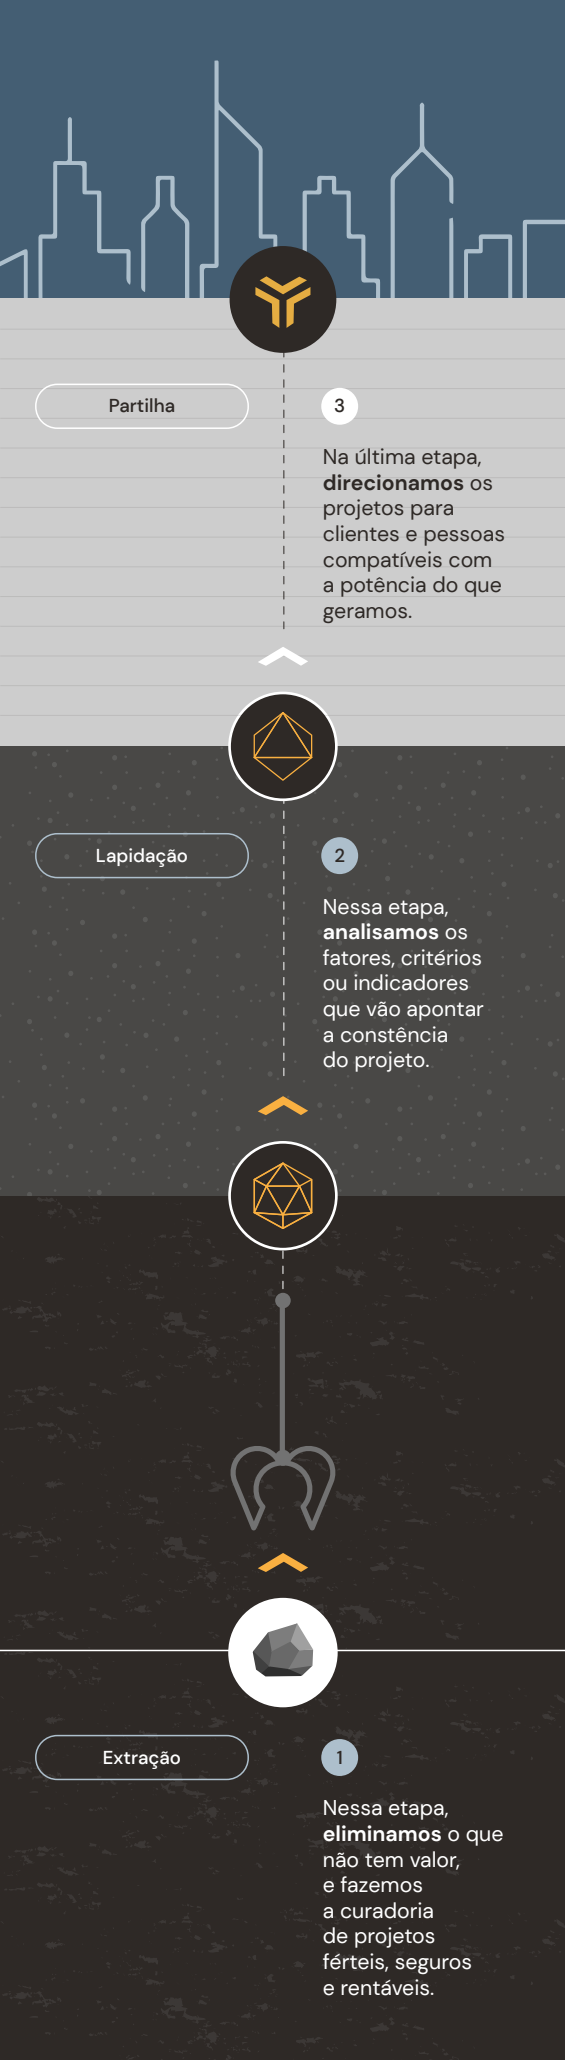 Partilha
3
Na última etapa,
direcionamos os
projetos para
clientes e pessoas
compatíveis com
a potência do que
geramos.
Lapidação
2
Nessa etapa,
analisamos os
fatores, critérios
ou indicadores
que vão apontar
a constência
do projeto.
Extração
1
Nessa etapa,
eliminamos o que
não tem valor,
e fazemos
a curadoria
de projetos
férteis, seguros
e rentáveis.